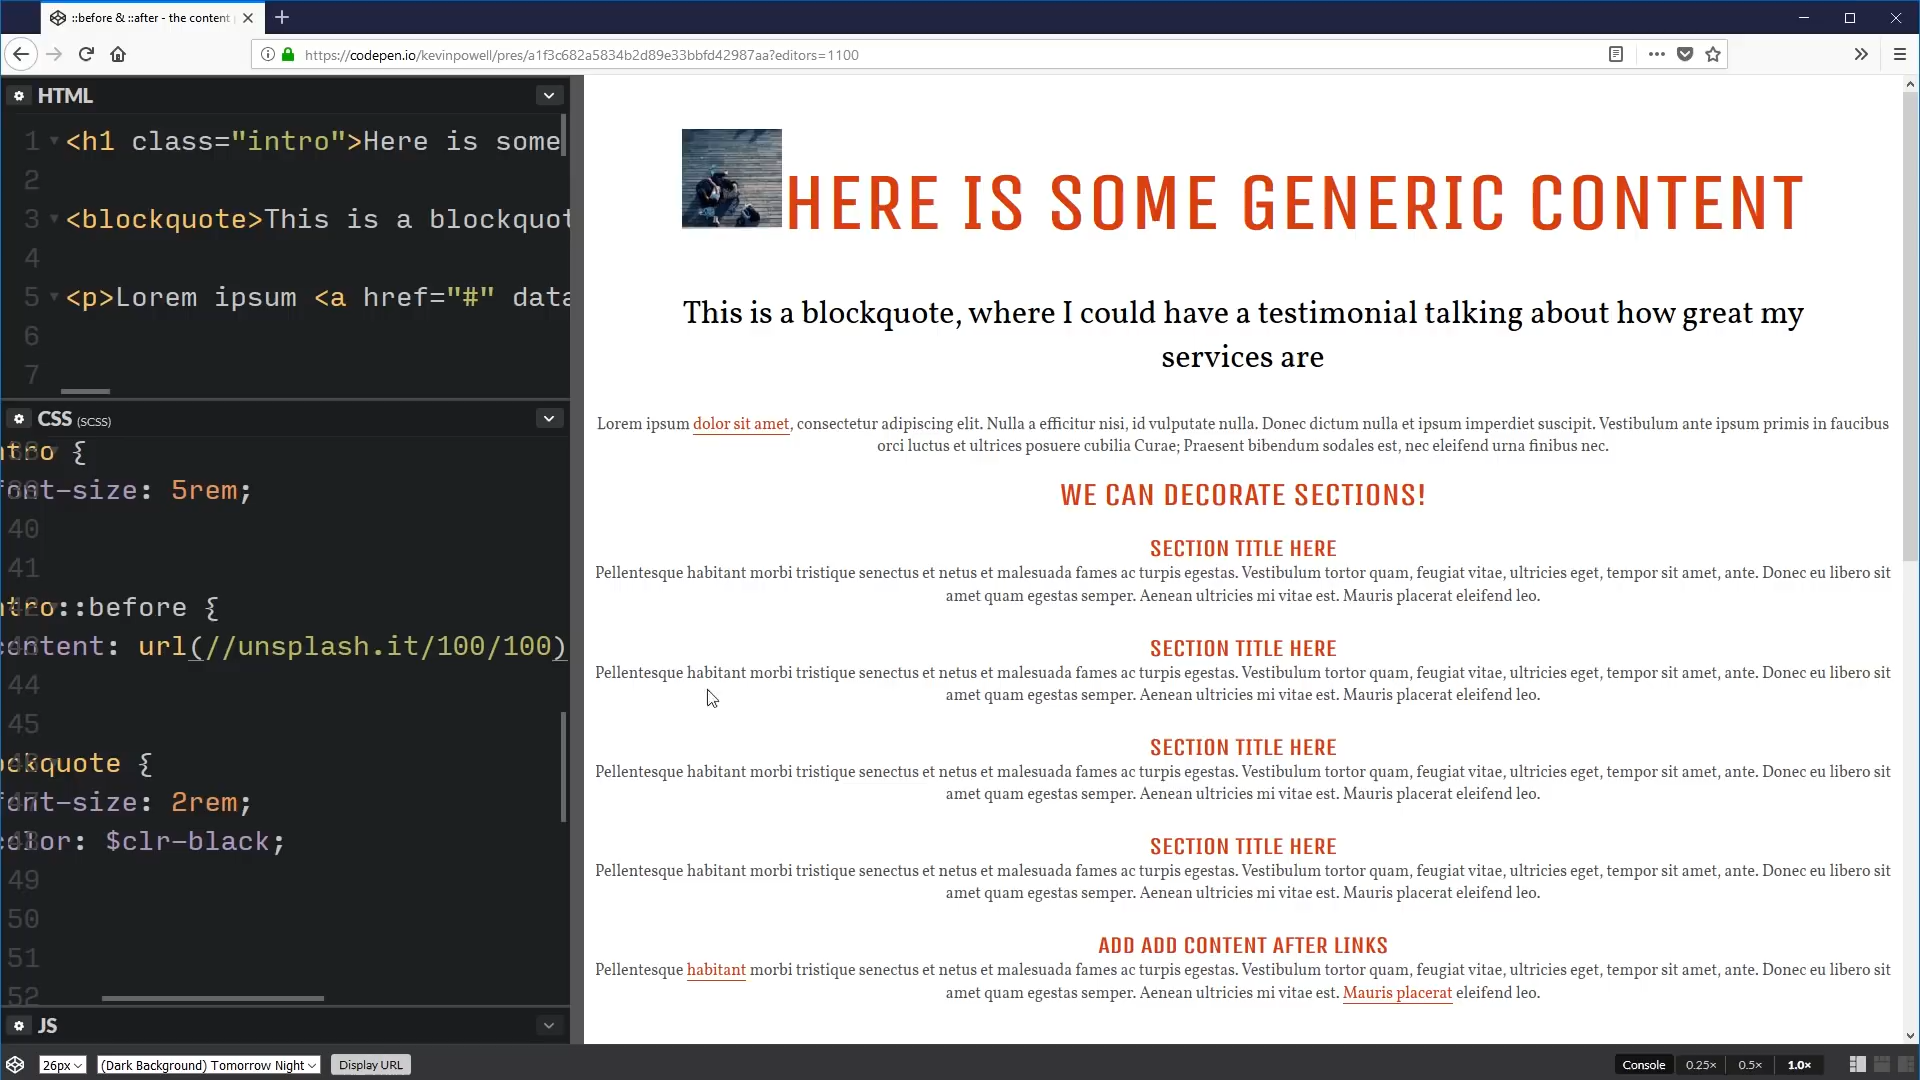 ::before & ::after - the content
https://codepen.io/kevinpowell/pres/a1f3c682a5834b2d89e33bbfd42987aa?editors=1100
HTML
1 <h1 class="intro">Here is some
2
3 <blockquote>This is a blockquot
4
5 <p>Lorem ipsum <a href="#" data
6
7
CSS (SCSS)
tro {
ont-size: 5rem;
40
41
tro::before {
content: url(//unsplash.it/100/100)
44
45
ockquote {
ont-size: 2rem;
color: $clr-black;
49
50
51
52
JS
HERE IS SOME GENERIC CONTENT
This is a blockquote, where I could have a testimonial talking about how great my
services are
Lorem ipsum dolor sit amet, consectetur adipiscing elit. Nulla a efficitur nisi, id vulputate nulla. Donec dictum nulla et ipsum imperdiet suscipit. Vestibulum ante ipsum primis in faucibus
orci luctus et ultrices posuere cubilia Curae; Praesent bibendum sodales est, nec eleifend urna finibus nec.
WE CAN DECORATE SECTIONS!
SECTION TITLE HERE
Pellentesque habitant morbi tristique senectus et netus et malesuada fames ac turpis egestas. Vestibulum tortor quam, feugiat vitae, ultricies eget, tempor sit amet, ante. Donec eu libero sit
amet quam egestas semper. Aenean ultricies mi vitae est. Mauris placerat eleifend leo.
SECTION TITLE HERE
Pellentesque habitant morbi tristique senectus et netus et malesuada fames ac turpis egestas. Vestibulum tortor quam, feugiat vitae, ultricies eget, tempor sit amet, ante. Donec eu libero sit
amet quam egestas semper. Aenean ultricies mi vitae est. Mauris placerat eleifend leo.
SECTION TITLE HERE
Pellentesque habitant morbi tristique senectus et netus et malesuada fames ac turpis egestas. Vestibulum tortor quam, feugiat vitae, ultricies eget, tempor sit amet, ante. Donec eu libero sit
amet quam egestas semper. Aenean ultricies mi vitae est. Mauris placerat eleifend leo.
SECTION TITLE HERE
Pellentesque habitant morbi tristique senectus et netus et malesuada fames ac turpis egestas. Vestibulum tortor quam, feugiat vitae, ultricies eget, tempor sit amet, ante. Donec eu libero sit
amet quam egestas semper. Aenean ultricies mi vitae est. Mauris placerat eleifend leo.
ADD ADD CONTENT AFTER LINKS
Pellentesque habitant morbi tristique senectus et netus et malesuada fames ac turpis egestas. Vestibulum tortor quam, feugiat vitae, ultricies eget, tempor sit amet, ante. Donec eu libero sit
amet quam egestas semper. Aenean ultricies mi vitae est. Mauris placerat eleifend leo.
26px (Dark Background) Tomorrow Night Display URL Console 0.25× 0.5× 1.0×